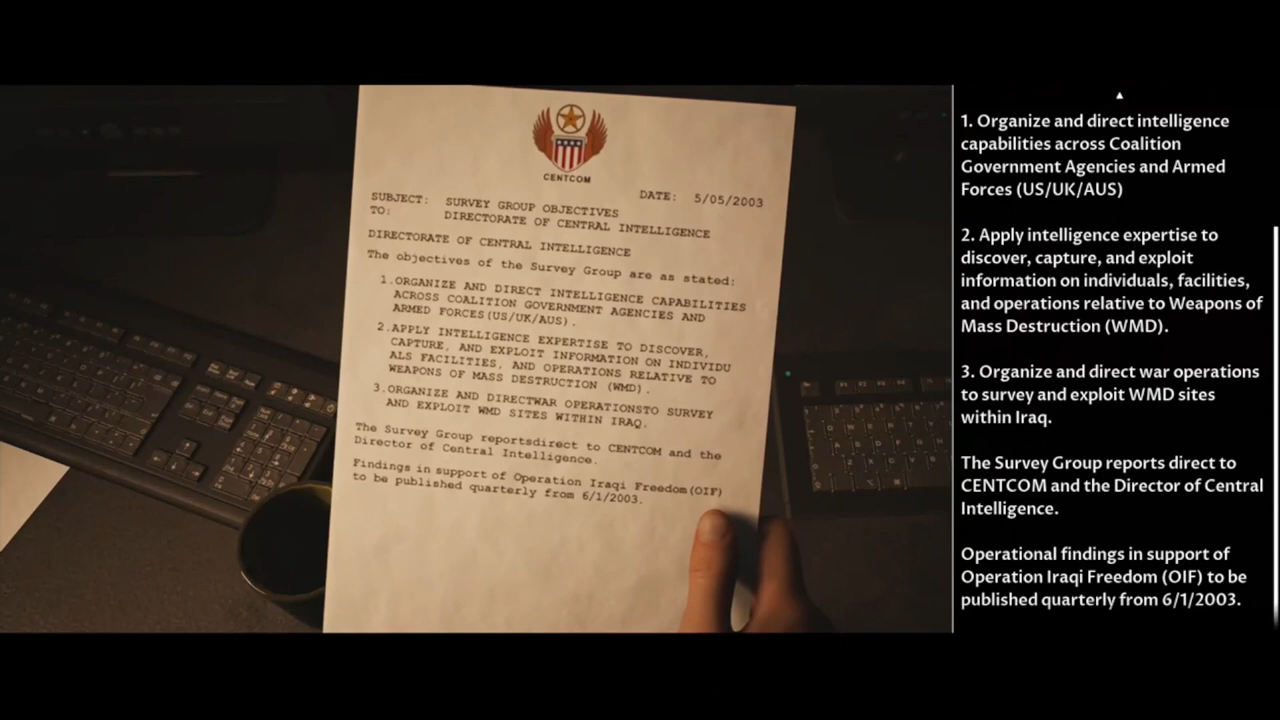 CENTCOM
DATE: 5/05/2003
SUBJECT: SURVEY GROUP OBJECTIVES
TO: DIRECTORATE OF CENTRAL INTELLIGENCE
DIRECTORATE OF CENTRAL INTELLIGENCE
The objectives of the Survey Group are as stated:
1.ORGANIZE AND DIRECT INTELLIGENCE CAPABILITIES
ACROSS COALITION GOVERNMENT AGENCIES AND
ARMED FORCES(US/UK/AUS).
2.APPLY INTELLIGENCE EXPERTISE TO DISCOVER,
CAPTURE, AND EXPLOIT INFORMATION ON INDIVIDU
ALS FACILITIES, AND OPERATIONS RELATIVE TO
WEAPONS OF MASS DESTRUCTION (WMD).
3.ORGANIZE AND DIRECTWAR OPERATIONSTO SURVEY
AND EXPLOIT WMD SITES WITHIN IRAQ.
The Survey Group reportsdirect to CENTCOM and the
Director of Central Intelligence.
Findings in support of Operation Iraqi Freedom(OIF)
to be published quarterly from 6/1/2003.
1. Organize and direct intelligence
capabilities across Coalition
Government Agencies and Armed
Forces (US/UK/AUS)
2. Apply intelligence expertise to
discover, capture, and exploit
information on individuals, facilities,
and operations relative to Weapons of
Mass Destruction (WMD).
3. Organize and direct war operations
to survey and exploit WMD sites
within Iraq.
The Survey Group reports direct to
CENTCOM and the Director of Central
Intelligence.
Operational findings in support of
Operation Iraqi Freedom (OIF) to be
published quarterly from 6/1/2003.